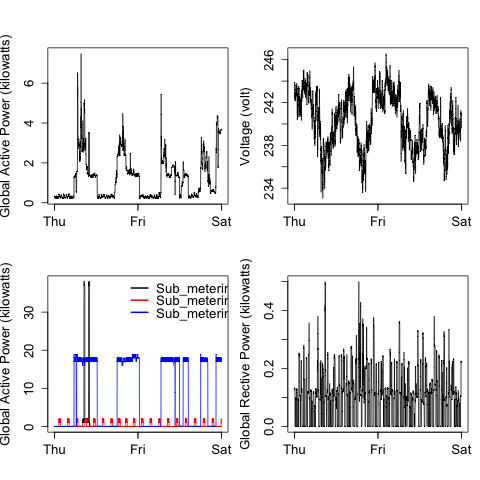 Global Active Power (kilowatts)
0 2 4 6
Thu Fri Sat
Voltage (volt)
234 238 242 246
Thu Fri Sat
Global Active Power (kilowatts)
0 10 20 30
Sub_meterin
Sub_meterin
Sub_meterin
Thu Fri Sat
Global Rective Power (kilowatts)
0.0 0.2 0.4
Thu Fri Sat